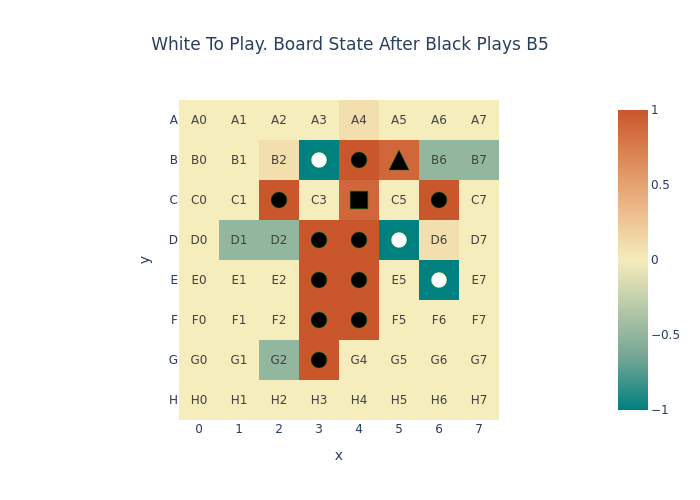 White To Play. Board State After Black Plays B5
A A0 A1 A2 A3 A4 A5 A6 A7 1
B B0 B1 B2 B6 B7
C C0 C1 C3 C5 C7 0.5
D D0 D1 D2 D6 D7
y E E0 E1 E2 E5 E7 0
F F0 F1 F2 F5 F6 F7
G G0 G1 G2 G4 G5 G6 G7 −0.5
H H0 H1 H2 H3 H4 H5 H6 H7 −1
0 1 2 3 4 5 6 7
x